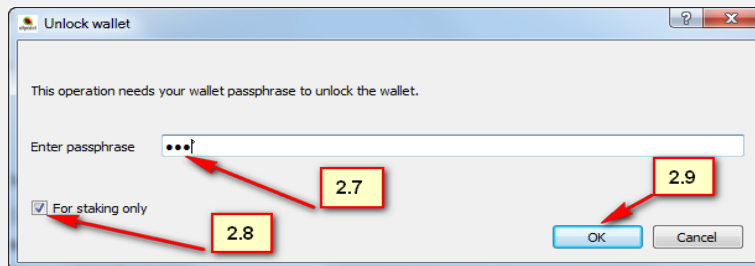 Unlock wallet
This operation needs your wallet passphrase to unlock the wallet.
Enter passphrase ●●●
2.7
2.9
For staking only
2.8
OK Cancel